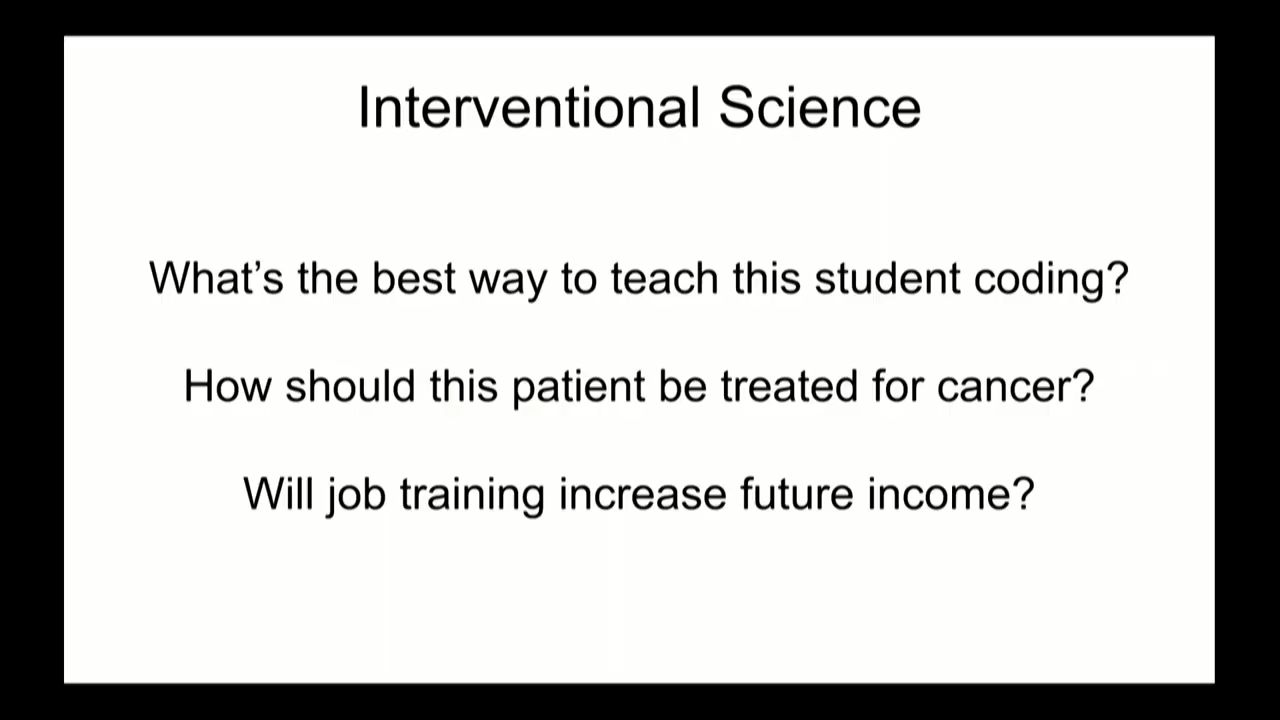 Interventional Science
What’s the best way to teach this student coding?
How should this patient be treated for cancer?
Will job training increase future income?